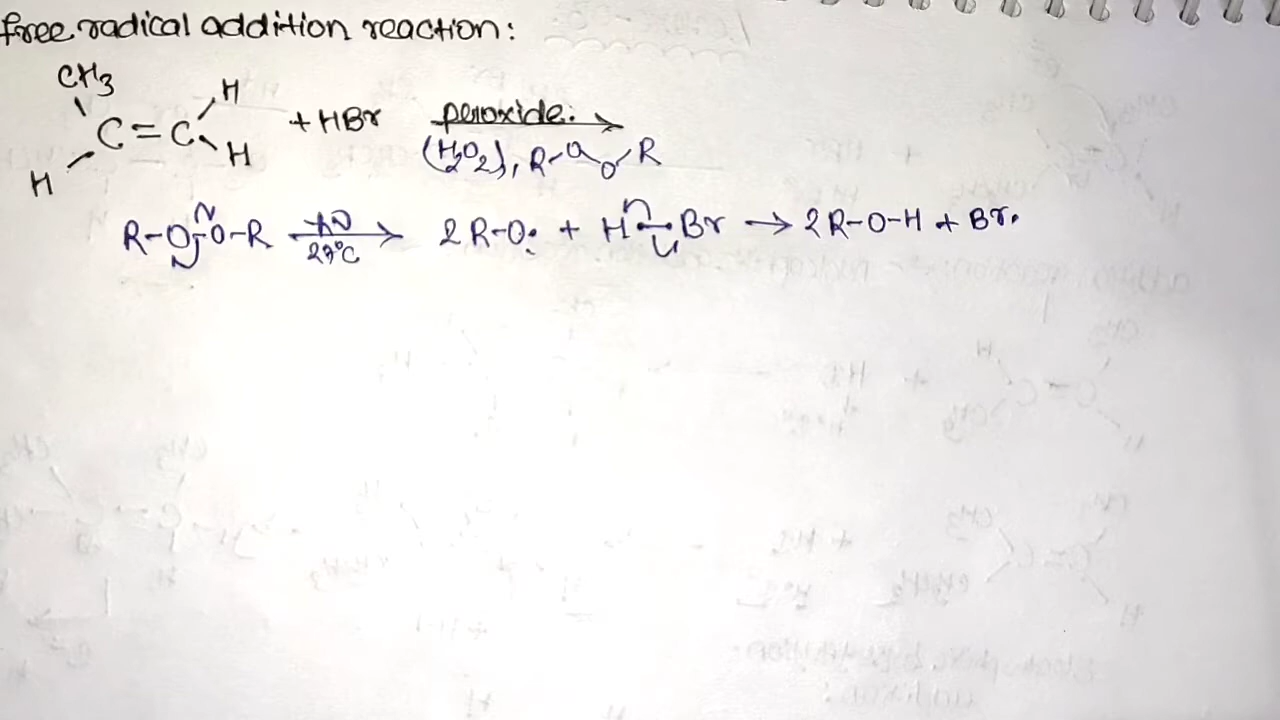 free radical addition reaction:
CH3 H
C=C + HBr peroxide.
H H (H2O2), R-O-O-R
R-O-O-R hν 2R-O• + H-Br → 2R-O-H + Br•
27°C